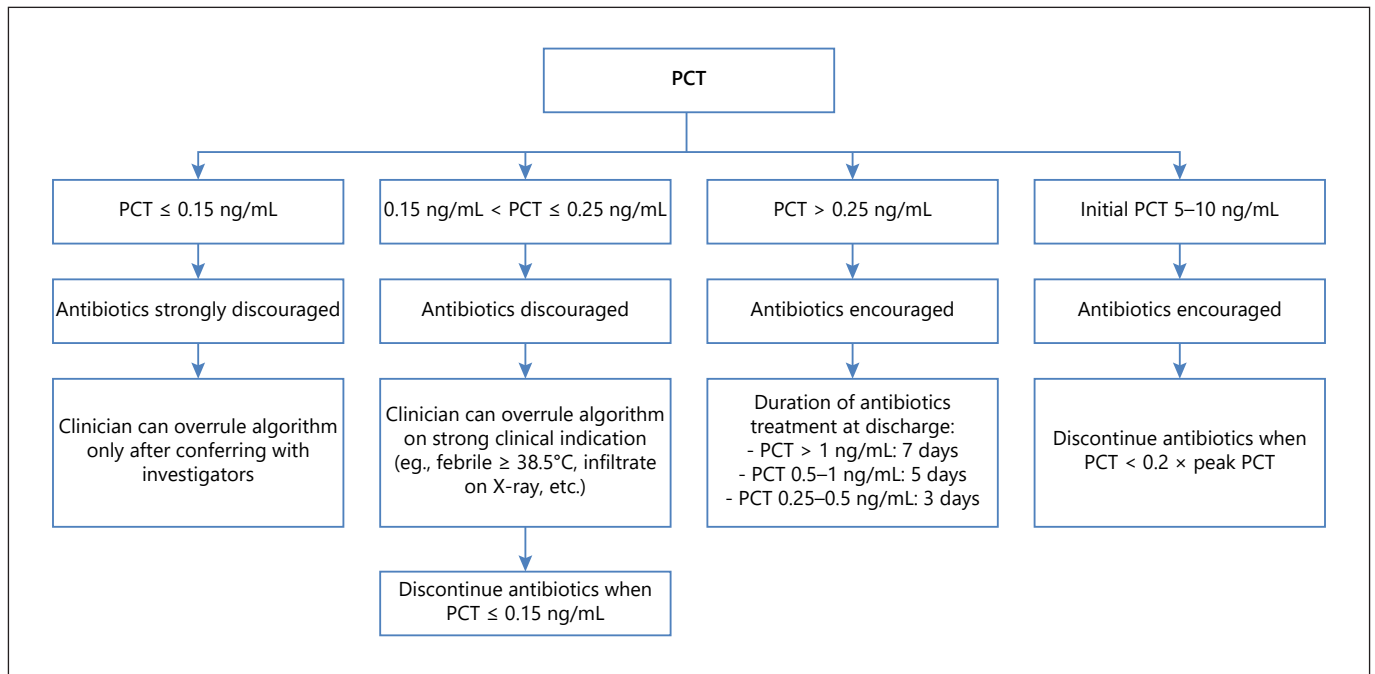 PCT
PCT ≤ 0.15 ng/mL
0.15 ng/mL < PCT ≤ 0.25 ng/mL
PCT > 0.25 ng/mL
Initial PCT 5–10 ng/mL
Antibiotics strongly discouraged
Antibiotics discouraged
Antibiotics encouraged
Antibiotics encouraged
Clinician can overrule algorithm
only after conferring with
investigators
Clinician can overrule algorithm
on strong clinical indication
(eg., febrile ≥ 38.5°C, infiltrate
on X-ray, etc.)
Duration of antibiotics
treatment at discharge:
- PCT > 1 ng/mL: 7 days
- PCT 0.5–1 ng/mL: 5 days
- PCT 0.25–0.5 ng/mL: 3 days
Discontinue antibiotics when
PCT < 0.2 × peak PCT
Discontinue antibiotics when
PCT ≤ 0.15 ng/mL